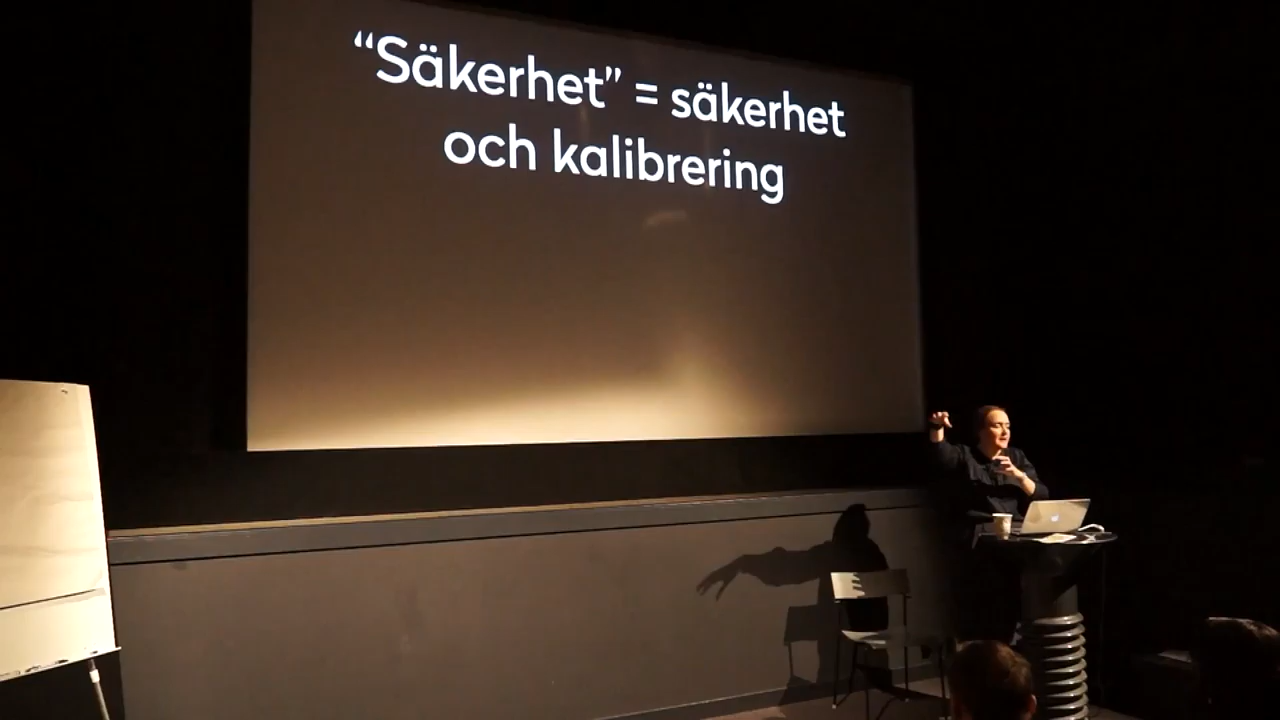 “Säkerhet” = säkerhet
och kalibrering